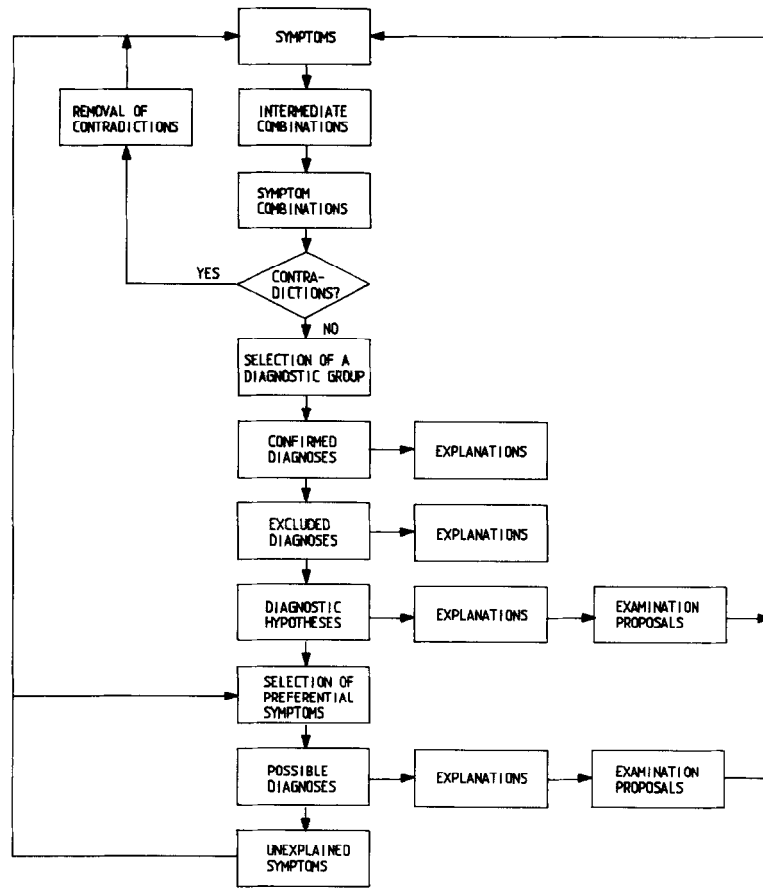 SYMPTOMS
REMOVAL OF
CONTRADICTIONS
INTERMEDIATE
COMBINATIONS
SYMPTOM
COMBINATIONS
YES
CONTRA-
DICTIONS?
NO
SELECTION OF A
DIAGNOSTIC GROUP
CONFIRMED
DIAGNOSES
EXPLANATIONS
EXCLUDED
DIAGNOSES
EXPLANATIONS
DIAGNOSTIC
HYPOTHESES
EXPLANATIONS
EXAMINATION
PROPOSALS
SELECTION OF
PREFERENTIAL
SYMPTOMS
POSSIBLE
DIAGNOSES
EXPLANATIONS
EXAMINATION
PROPOSALS
UNEXPLAINED
SYMPTOMS